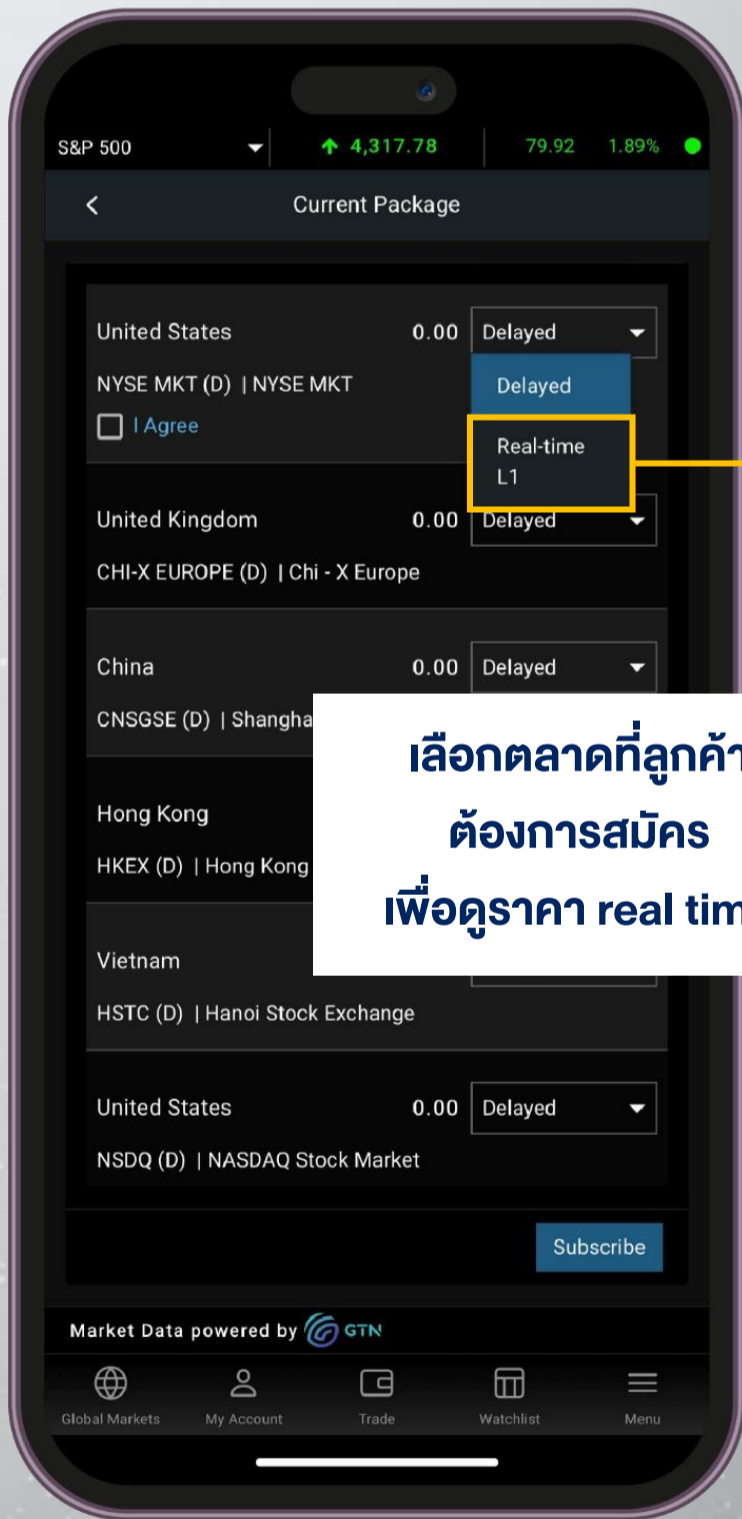 S&P 500 4,317.78 79.92 1.89%
Current Package
United States 0.00 Delayed
NYSE MKT (D) | NYSE MKT Delayed
I Agree
Real-time
L1
United Kingdom 0.00 Delayed
CHI-X EUROPE (D) | Chi - X Europe
China 0.00 Delayed
CNSGSE (D) | Shangha
เลือกตลาดที่ลูกค้า
ต้องการสมัคร
เพื่อดูราคา real tim
Hong Kong
HKEX (D) | Hong Kong
Vietnam
HSTC (D) | Hanoi Stock Exchange
United States 0.00 Delayed
NSDQ (D) | NASDAQ Stock Market
Subscribe
Market Data powered by GTN
Global Markets My Account Trade Watchlist Menu